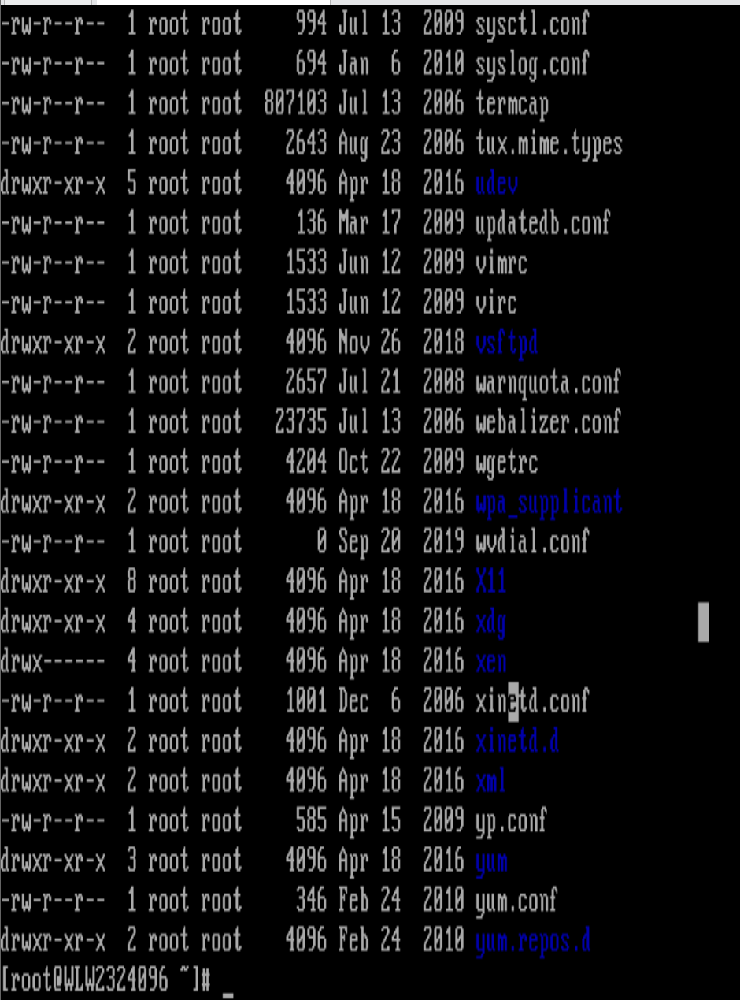 -rw-r--r--  1 root root    994 Jul 13  2009 sysctl.conf
-rw-r--r--  1 root root    694 Jan  6  2010 syslog.conf
-rw-r--r--  1 root root 807103 Jul 13  2006 termcap
-rw-r--r--  1 root root   2643 Aug 23  2006 tux.mime.types
drwxr-xr-x  5 root root   4096 Apr 18  2016 udev
-rw-r--r--  1 root root    136 Mar 17  2009 updatedb.conf
-rw-r--r--  1 root root   1533 Jun 12  2009 vimrc
-rw-r--r--  1 root root   1533 Jun 12  2009 virc
drwxr-xr-x  2 root root   4096 Nov 26  2018 vsftpd
-rw-r--r--  1 root root   2657 Jul 21  2008 warnquota.conf
-rw-r--r--  1 root root  23735 Jul 13  2006 webalizer.conf
-rw-r--r--  1 root root   4204 Oct 22  2009 wgetrc
drwxr-xr-x  2 root root   4096 Apr 18  2016 wpa_supplicant
-rw-r--r--  1 root root      0 Sep 20  2019 wvdial.conf
drwxr-xr-x  8 root root   4096 Apr 18  2016 X11
drwxr-xr-x  4 root root   4096 Apr 18  2016 xdg
drwx------  4 root root   4096 Apr 18  2016 xen
-rw-r--r--  1 root root   1001 Dec  6  2006 xinetd.conf
drwxr-xr-x  2 root root   4096 Apr 18  2016 xinetd.d
drwxr-xr-x  2 root root   4096 Apr 18  2016 xml
-rw-r--r--  1 root root    585 Apr 15  2009 yp.conf
drwxr-xr-x  3 root root   4096 Apr 18  2016 yum
-rw-r--r--  1 root root    346 Feb 24  2010 yum.conf
drwxr-xr-x  2 root root   4096 Feb 24  2010 yum.repos.d
[root@WLW2324096 ~]# _